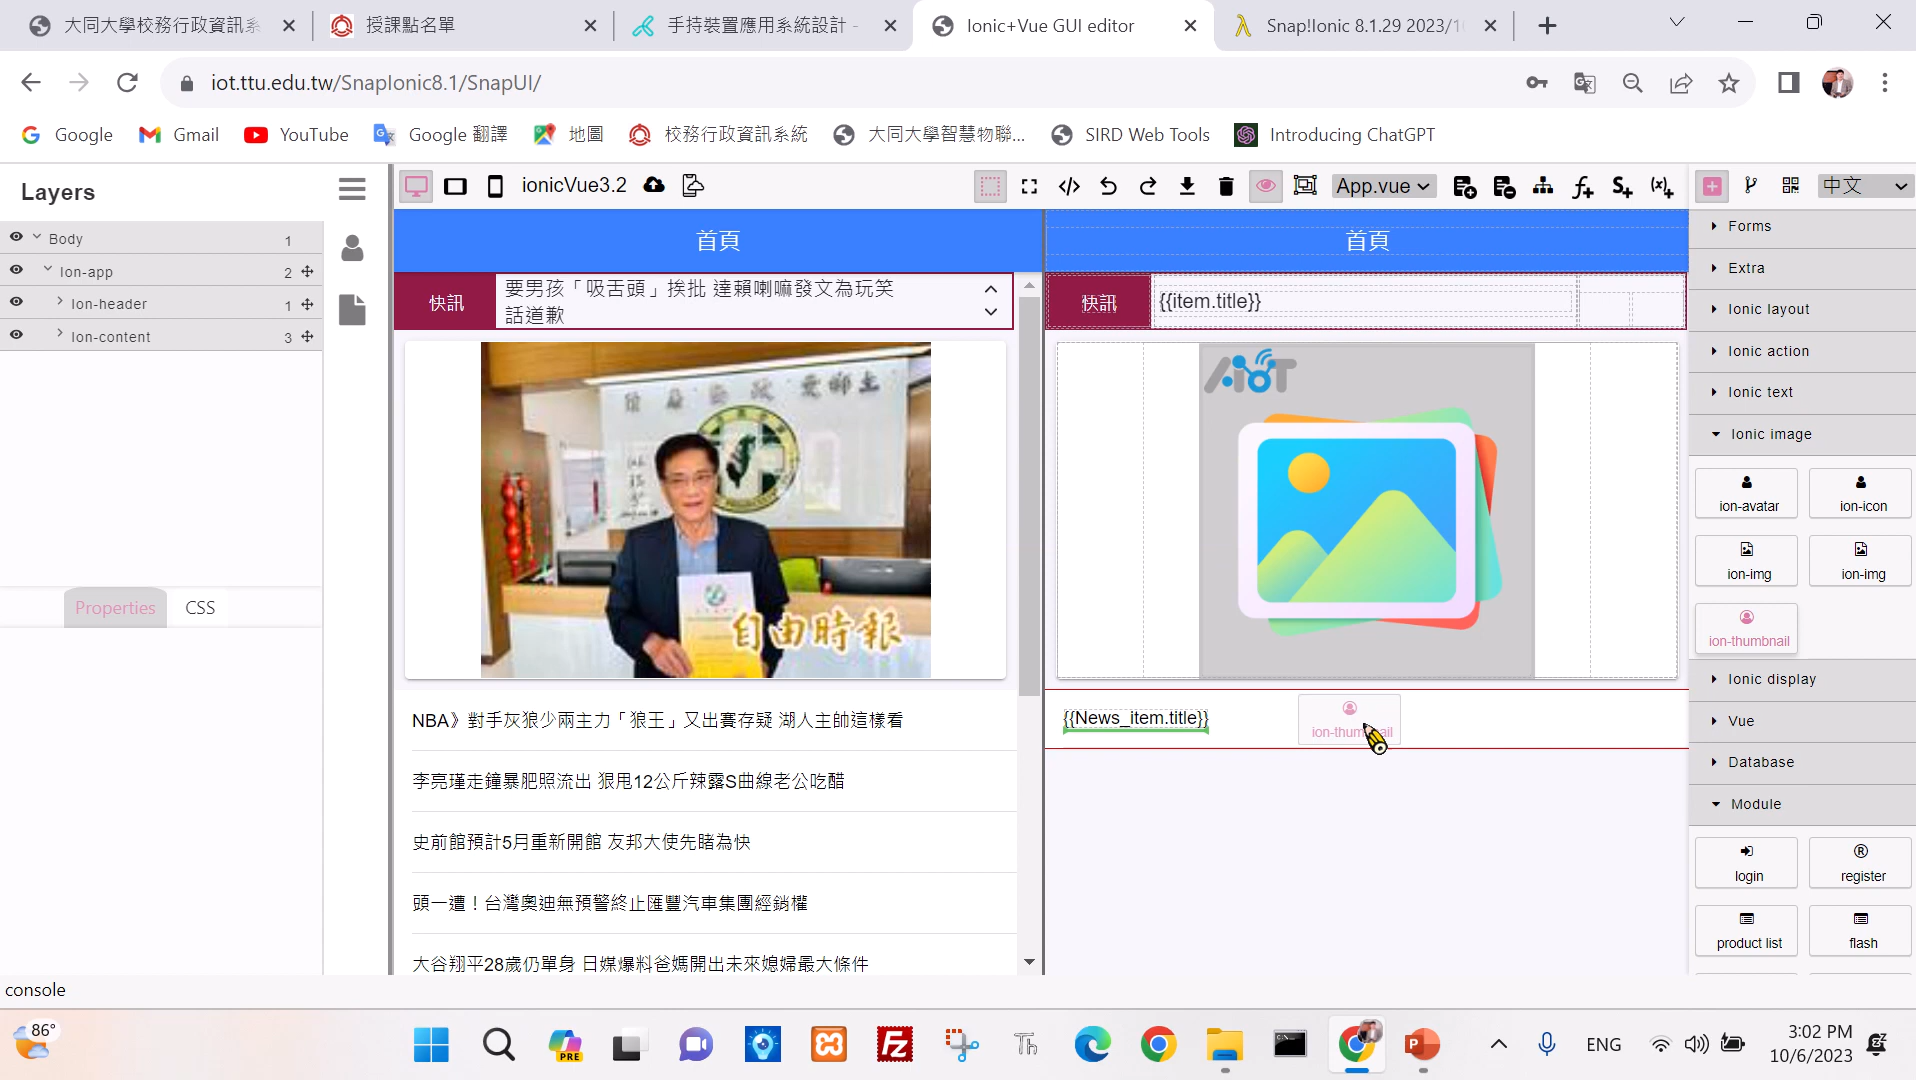 大同大學校務行政資訊系
授課點名單
手持裝置應用系統設計 -
Ionic+Vue GUI editor
Snap!Ionic 8.1.29 2023/1
iot.ttu.edu.tw/SnapIonic8.1/SnapUI/
Google
Gmail
YouTube
Google 翻譯
地圖
校務行政資訊系統
大同大學智慧物聯...
SIRD Web Tools
Introducing ChatGPT
Layers
ionicVue3.2
App.vue
中文
Body 1
Ion-app 2
Ion-header 1
Ion-content 3
Properties
CSS
首頁
快訊
要男孩「吸舌頭」挨批 達賴喇嘛發文為玩笑
話道歉
自由時報
NBA》對手灰狼少兩主力「狼王」又出賽存疑 湖人主帥這樣看
李亮瑾走鐘暴肥照流出 狠甩12公斤辣露S曲線老公吃醋
史前館預計5月重新開館 友邦大使先睹為快
頭一遭！台灣奧迪無預警終止匯豐汽車集團經銷權
大谷翔平28歲仍單身 日媒爆料爸媽開出未來媳婦最大條件
首頁
快訊
{{item.title}}
AIoT
{{News_item.title}}
Forms
Extra
Ionic layout
Ionic action
Ionic text
Ionic image
ion-avatar
ion-icon
ion-img
ion-img
ion-thumbnail
Ionic display
Vue
Database
Module
login
register
product list
flash
console
86°
PRE
ENG
3:02 PM
10/6/2023